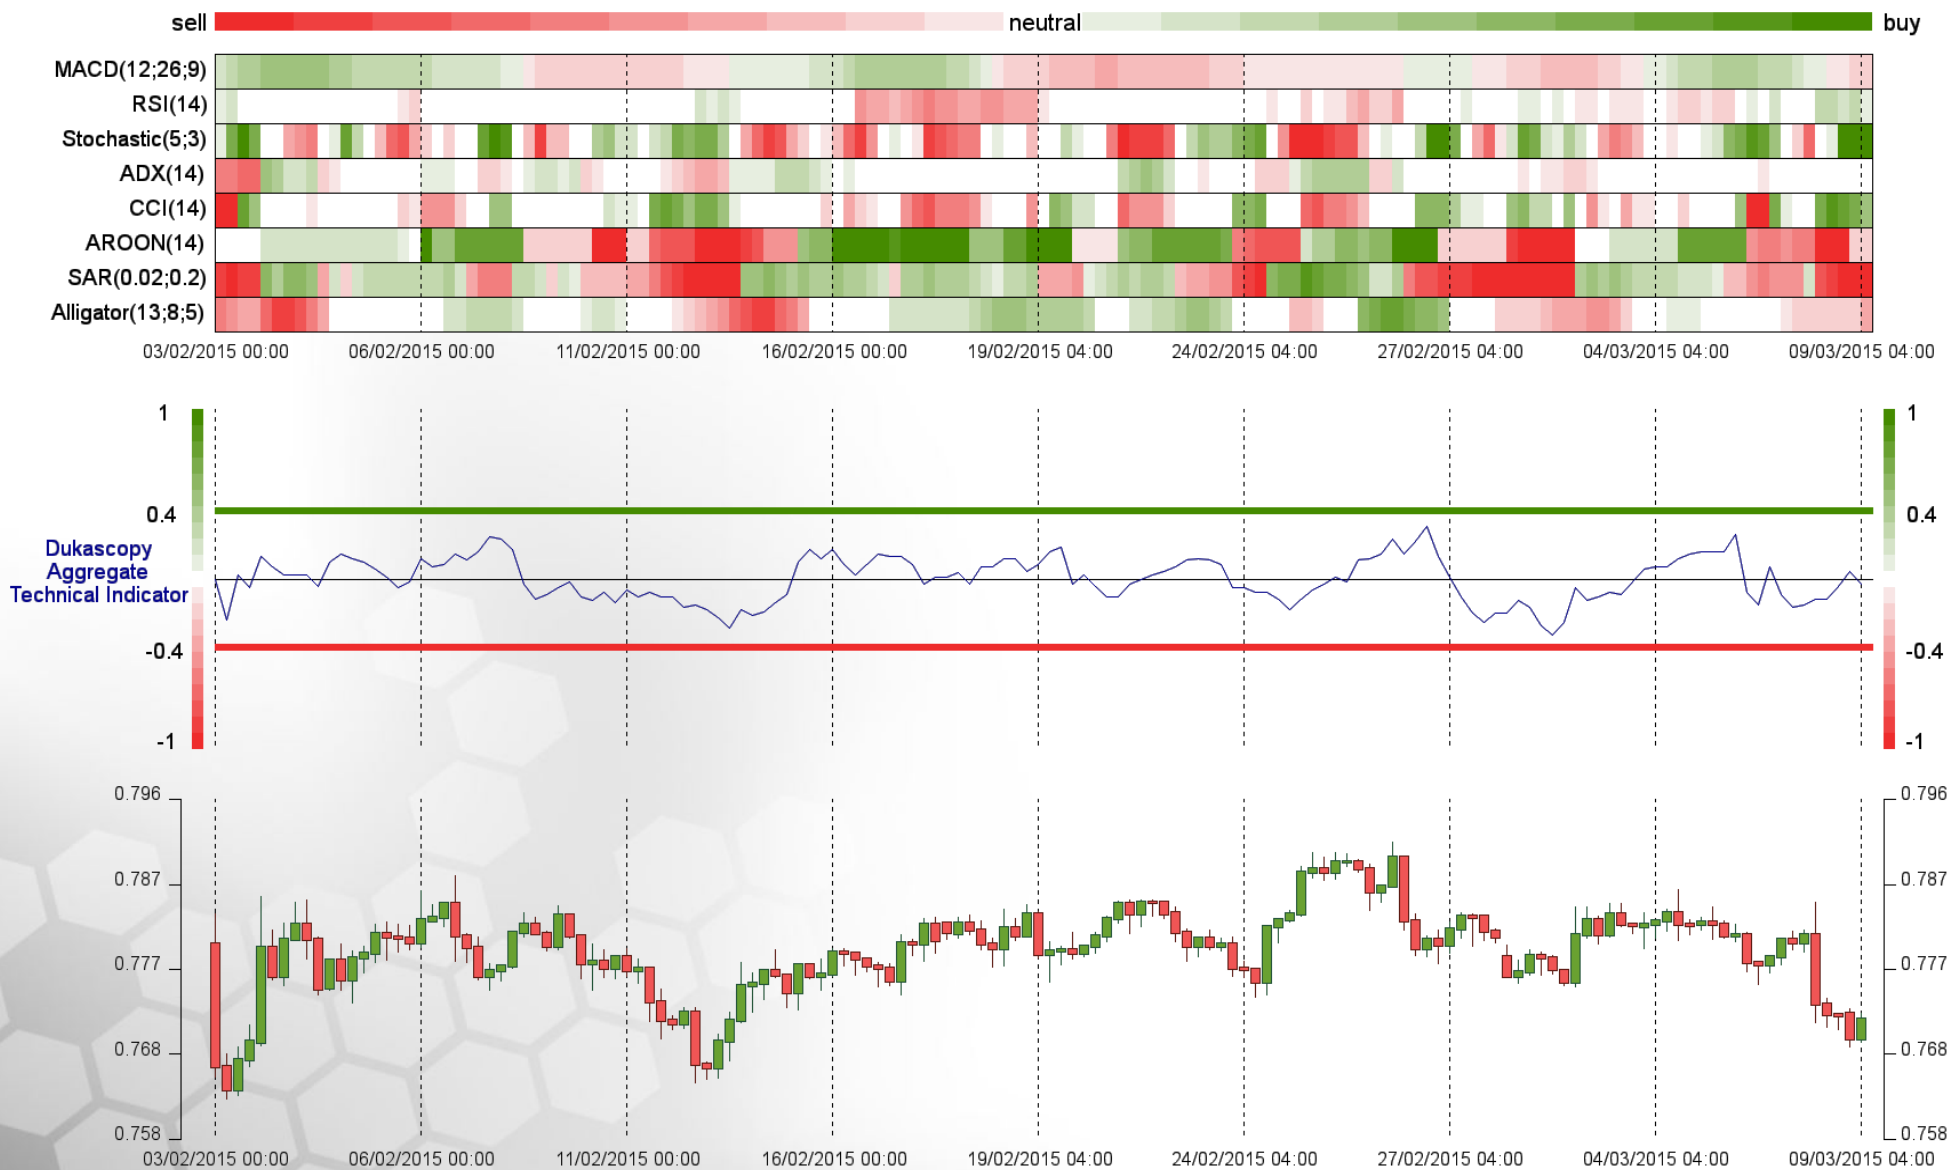 sell neutral buy
MACD(12;26;9)
RSI(14)
Stochastic(5;3)
ADX(14)
CCI(14)
AROON(14)
SAR(0.02;0.2)
Alligator(13;8;5)
03/02/2015 00:00 06/02/2015 00:00 11/02/2015 00:00 16/02/2015 00:00 19/02/2015 04:00 24/02/2015 04:00 27/02/2015 04:00 04/03/2015 04:00 09/03/2015 04:00
1 1
0.4 0.4
Dukascopy
Aggregate
Technical Indicator
-0.4 -0.4
-1 -1
0.796 0.796
0.787 0.787
0.777 0.777
0.768 0.768
0.758 0.758
03/02/2015 00:00 06/02/2015 00:00 11/02/2015 00:00 16/02/2015 00:00 19/02/2015 04:00 24/02/2015 04:00 27/02/2015 04:00 04/03/2015 04:00 09/03/2015 04:00